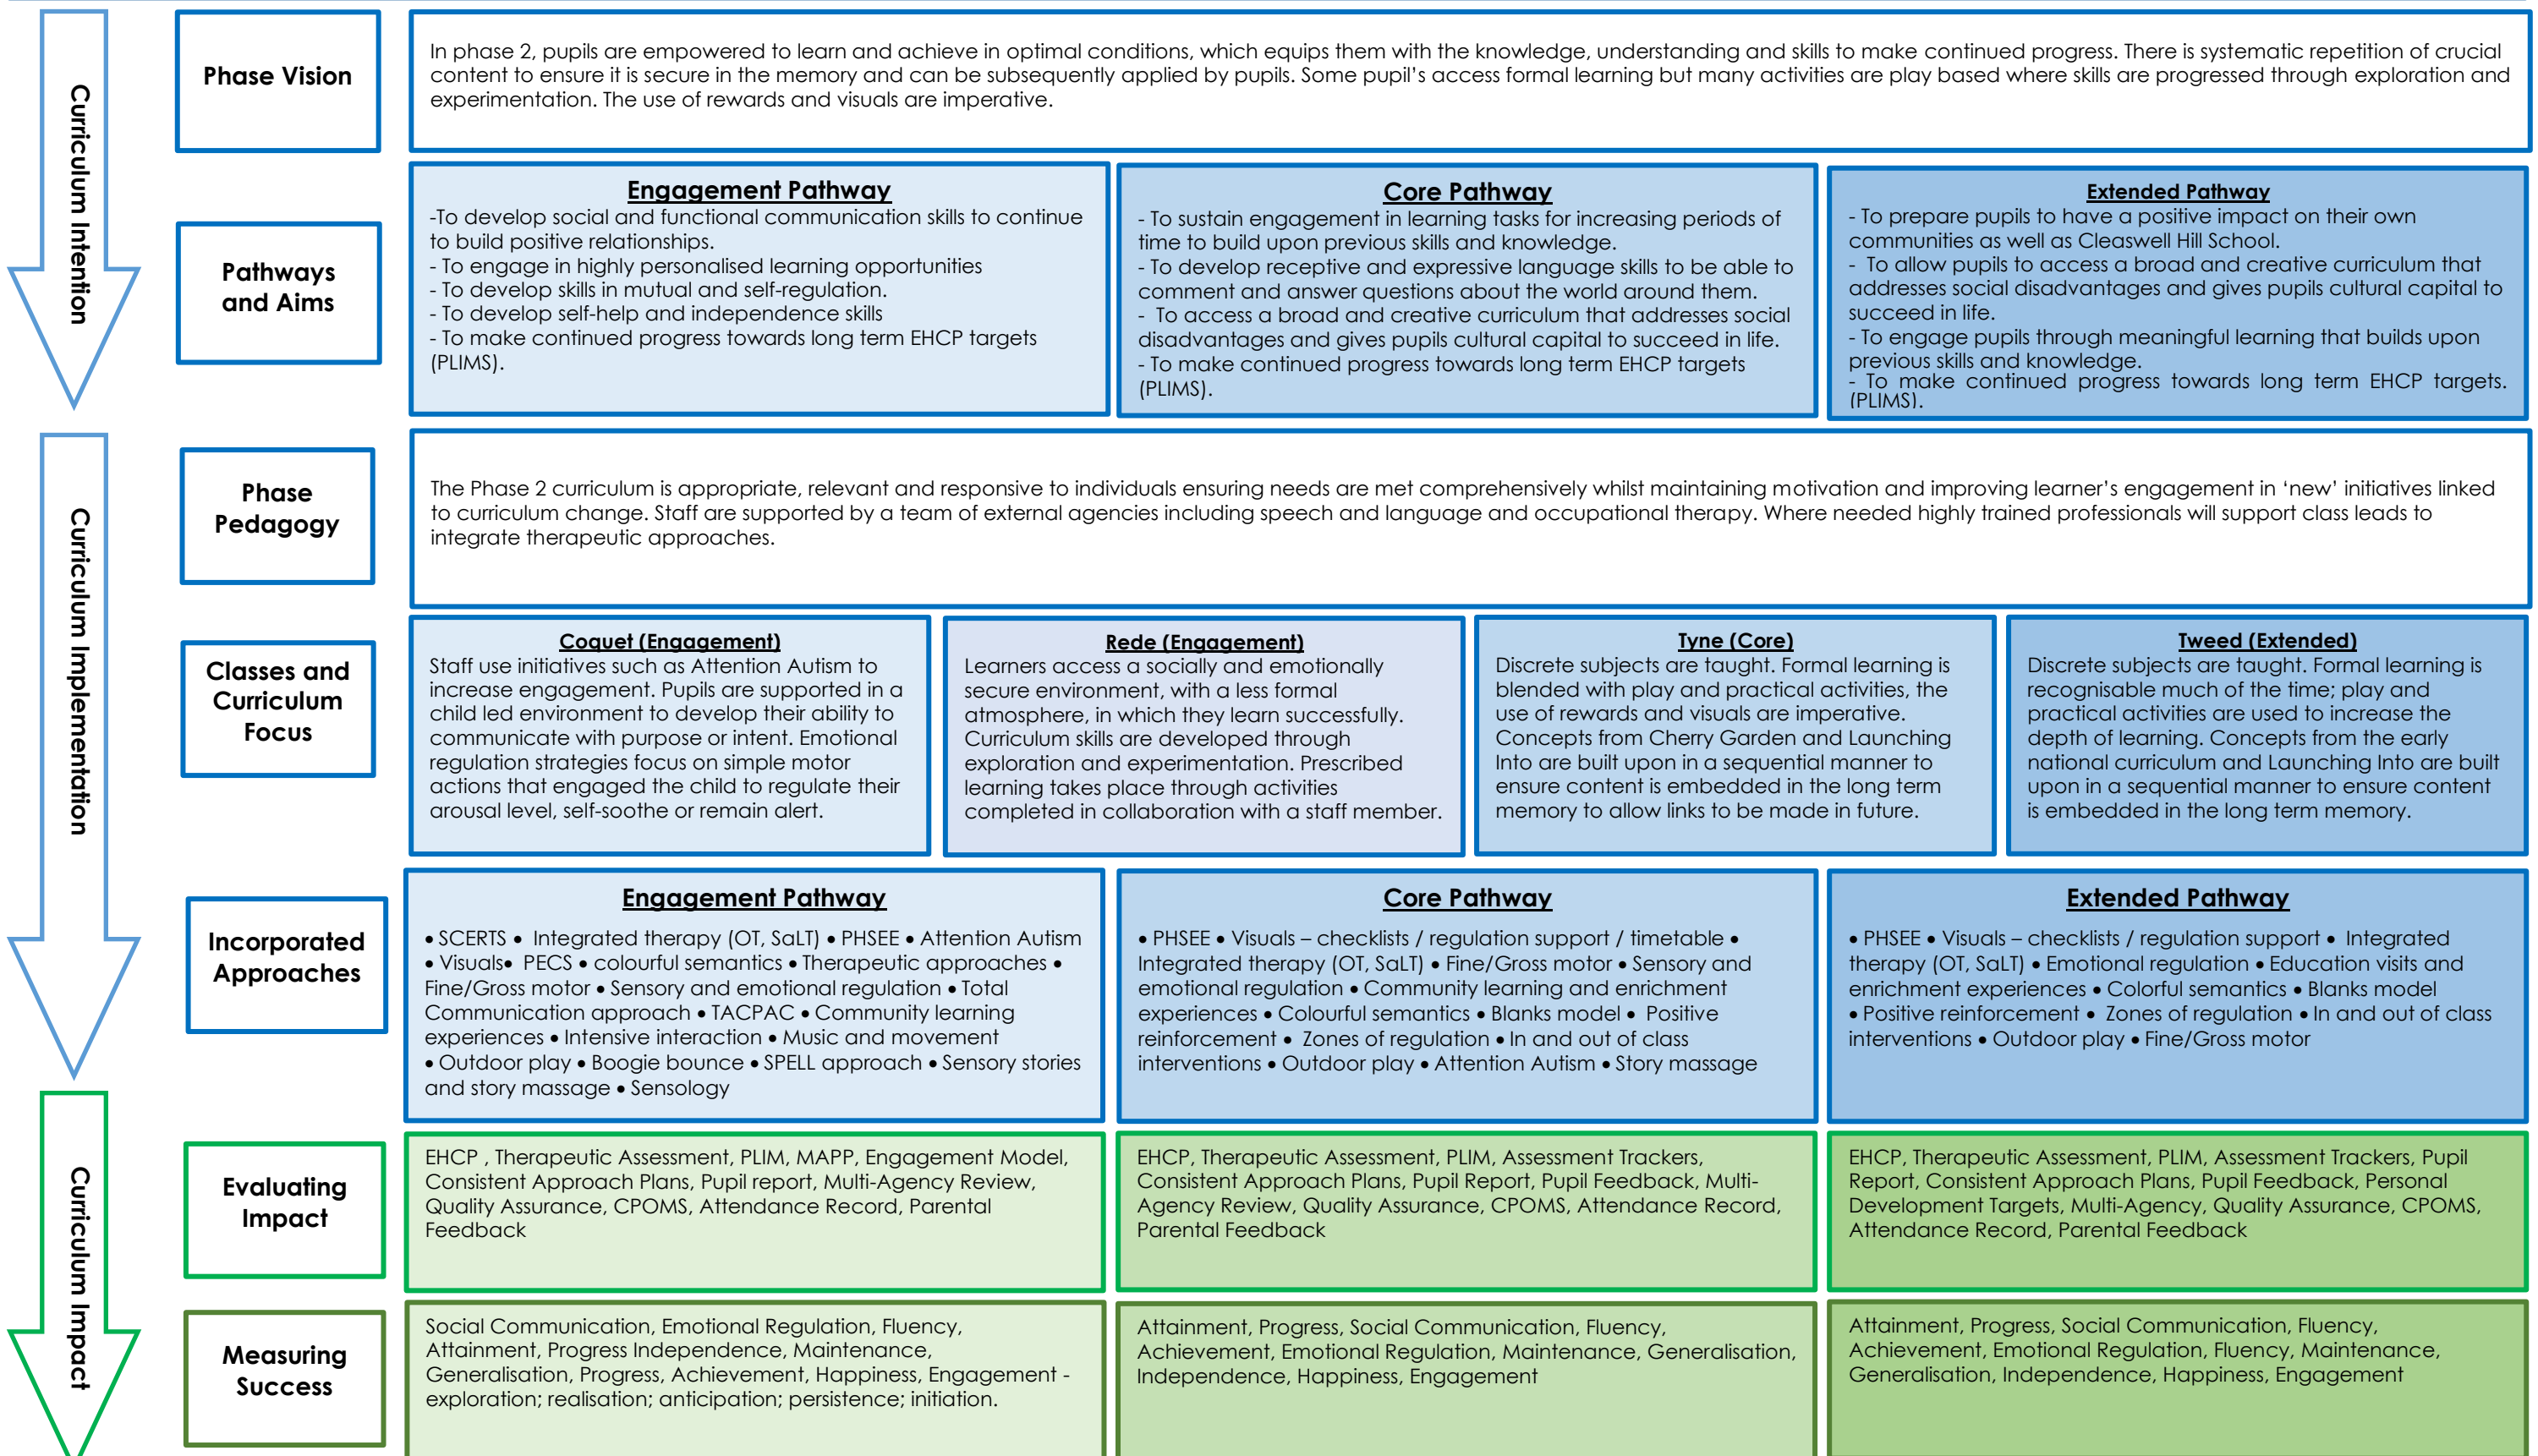 Curriculum Intention
Phase Vision
In phase 2, pupils are empowered to learn and achieve in optimal conditions, which equips them with the knowledge, understanding and skills to make continued progress. There is systematic repetition of crucial
content to ensure it is secure in the memory and can be subsequently applied by pupils. Some pupil's access formal learning but many activities are play based where skills are progressed through exploration and
experimentation. The use of rewards and visuals are imperative.
Pathways
and Aims
Engagement Pathway
-To develop social and functional communication skills to continue
to build positive relationships.
- To engage in highly personalised learning opportunities
- To develop skills in mutual and self-regulation.
- To develop self-help and independence skills
- To make continued progress towards long term EHCP targets
(PLIMS).
Core Pathway
- To sustain engagement in learning tasks for increasing periods of
time to build upon previous skills and knowledge.
- To develop receptive and expressive language skills to be able to
comment and answer questions about the world around them.
- To access a broad and creative curriculum that addresses social
disadvantages and gives pupils cultural capital to succeed in life.
- To make continued progress towards long term EHCP targets
(PLIMS).
Extended Pathway
- To prepare pupils to have a positive impact on their own
communities as well as Cleaswell Hill School.
- To allow pupils to access a broad and creative curriculum that
addresses social disadvantages and gives pupils cultural capital to
succeed in life.
- To engage pupils through meaningful learning that builds upon
previous skills and knowledge.
- To make continued progress towards long term EHCP targets.
(PLIMS).
Curriculum Implementation
Phase
Pedagogy
The Phase 2 curriculum is appropriate, relevant and responsive to individuals ensuring needs are met comprehensively whilst maintaining motivation and improving learner's engagement in 'new' initiatives linked
to curriculum change. Staff are supported by a team of external agencies including speech and language and occupational therapy. Where needed highly trained professionals will support class leads to
integrate therapeutic approaches.
Classes and
Curriculum
Focus
Coquet (Engagement)
Staff use initiatives such as Attention Autism to
increase engagement. Pupils are supported in a
child led environment to develop their ability to
communicate with purpose or intent. Emotional
regulation strategies focus on simple motor
actions that engaged the child to regulate their
arousal level, self-soothe or remain alert.
Rede (Engagement)
Learners access a socially and emotionally
secure environment, with a less formal
atmosphere, in which they learn successfully.
Curriculum skills are developed through
exploration and experimentation. Prescribed
learning takes place through activities
completed in collaboration with a staff member.
Tyne (Core)
Discrete subjects are taught. Formal learning is
blended with play and practical activities, the
use of rewards and visuals are imperative.
Concepts from Cherry Garden and Launching
Into are built upon in a sequential manner to
ensure content is embedded in the long term
memory to allow links to be made in future.
Tweed (Extended)
Discrete subjects are taught. Formal learning is
recognisable much of the time; play and
practical activities are used to increase the
depth of learning. Concepts from the early
national curriculum and Launching Into are built
upon in a sequential manner to ensure content
is embedded in the long term memory.
Incorporated
Approaches
Engagement Pathway
• SCERTS • Integrated therapy (OT, SaLT) • PHSEE • Attention Autism
• Visuals• PECS • colourful semantics • Therapeutic approaches •
Fine/Gross motor • Sensory and emotional regulation • Total
Communication approach • TACPAC • Community learning
experiences • Intensive interaction • Music and movement
• Outdoor play • Boogie bounce • SPELL approach • Sensory stories
and story massage • Sensology
Core Pathway
• PHSEE • Visuals – checklists / regulation support / timetable •
Integrated therapy (OT, SaLT) • Fine/Gross motor • Sensory and
emotional regulation • Community learning and enrichment
experiences • Colourful semantics • Blanks model • Positive
reinforcement • Zones of regulation • In and out of class
interventions • Outdoor play • Attention Autism • Story massage
Extended Pathway
• PHSEE • Visuals – checklists / regulation support • Integrated
therapy (OT, SaLT) • Emotional regulation • Education visits and
enrichment experiences • Colorful semantics • Blanks model
• Positive reinforcement • Zones of regulation • In and out of class
interventions • Outdoor play • Fine/Gross motor
Curriculum Impact
Evaluating
Impact
EHCP , Therapeutic Assessment, PLIM, MAPP, Engagement Model,
Consistent Approach Plans, Pupil report, Multi-Agency Review,
Quality Assurance, CPOMS, Attendance Record, Parental
Feedback
EHCP, Therapeutic Assessment, PLIM, Assessment Trackers,
Consistent Approach Plans, Pupil Report, Pupil Feedback, Multi-
Agency Review, Quality Assurance, CPOMS, Attendance Record,
Parental Feedback
EHCP, Therapeutic Assessment, PLIM, Assessment Trackers, Pupil
Report, Consistent Approach Plans, Pupil Feedback, Personal
Development Targets, Multi-Agency, Quality Assurance, CPOMS,
Attendance Record, Parental Feedback
Measuring
Success
Social Communication, Emotional Regulation, Fluency,
Attainment, Progress Independence, Maintenance,
Generalisation, Progress, Achievement, Happiness, Engagement -
exploration; realisation; anticipation; persistence; initiation.
Attainment, Progress, Social Communication, Fluency,
Achievement, Emotional Regulation, Maintenance, Generalisation,
Independence, Happiness, Engagement
Attainment, Progress, Social Communication, Fluency,
Achievement, Emotional Regulation, Fluency, Maintenance,
Generalisation, Independence, Happiness, Engagement